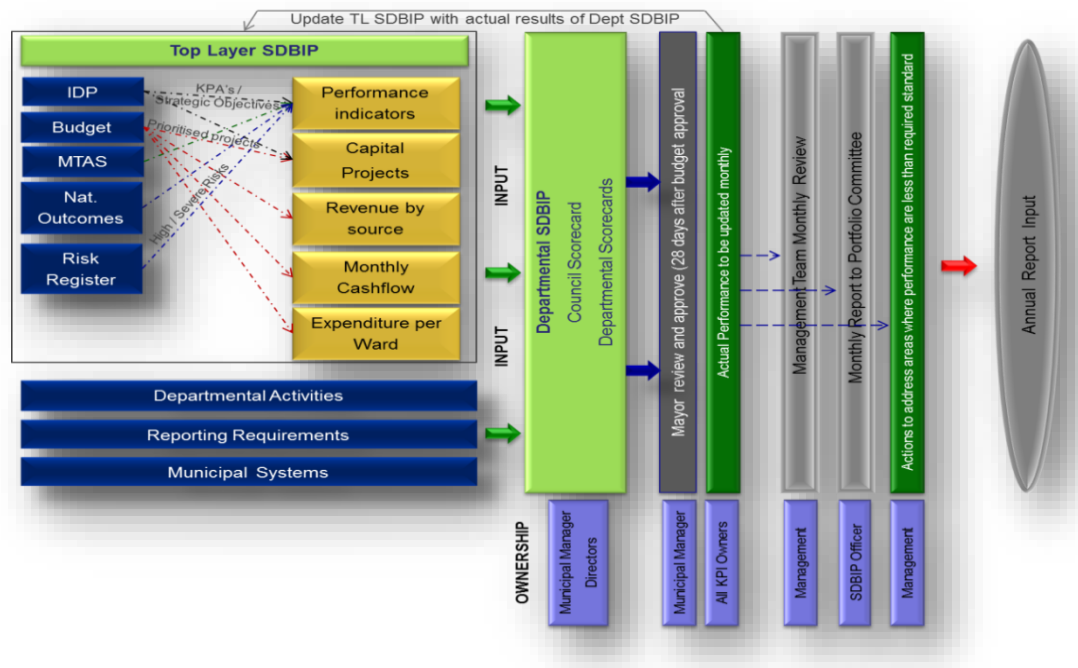 Update TL SDBIP with actual results of Dept SDBIP
Top Layer SDBIP
IDP
Budget
MTAS
Nat.
Outcomes
Risk
Register
KPA's /
Strategic Objectives
Prioritised projects
High / Severe Risks
Performance
indicators
Capital
Projects
Revenue by
source
Monthly
Cashflow
Expenditure per
Ward
Departmental Activities
Reporting Requirements
Municipal Systems
INPUT
INPUT
Departmental SDBIP
Council Scorecard
Departmental Scorecards
Mayor review and approve (28 days after budget approval
Actual Performance to be updated monthly
Management Team Monthly Review
Monthly Report to Portfolio Committee
Actions to address areas where performance are less than required standard
Annual Report Input
OWNERSHIP
Municipal Manager
Directors
Municipal Manager
All KPI Owners
Management
SDBIP Officer
Management